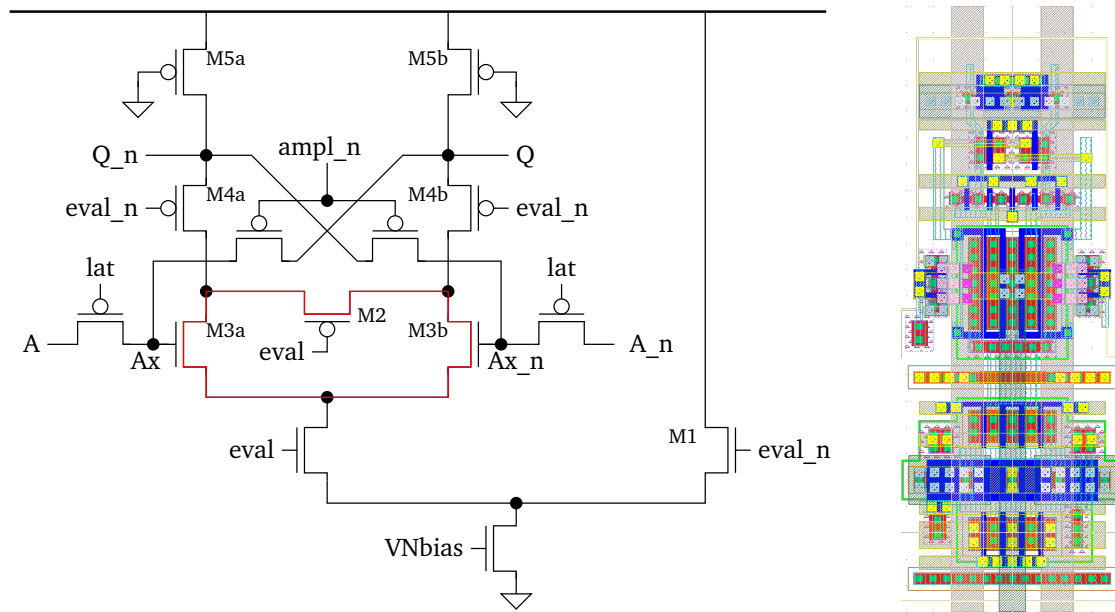 M5a
M5b
Q_n
ampl_n
Q
M4a
M4b
eval_n
eval_n
lat
lat
M3a
M2
M3b
A
Ax
eval
Ax_n
A_n
eval
M1
eval_n
VNbias